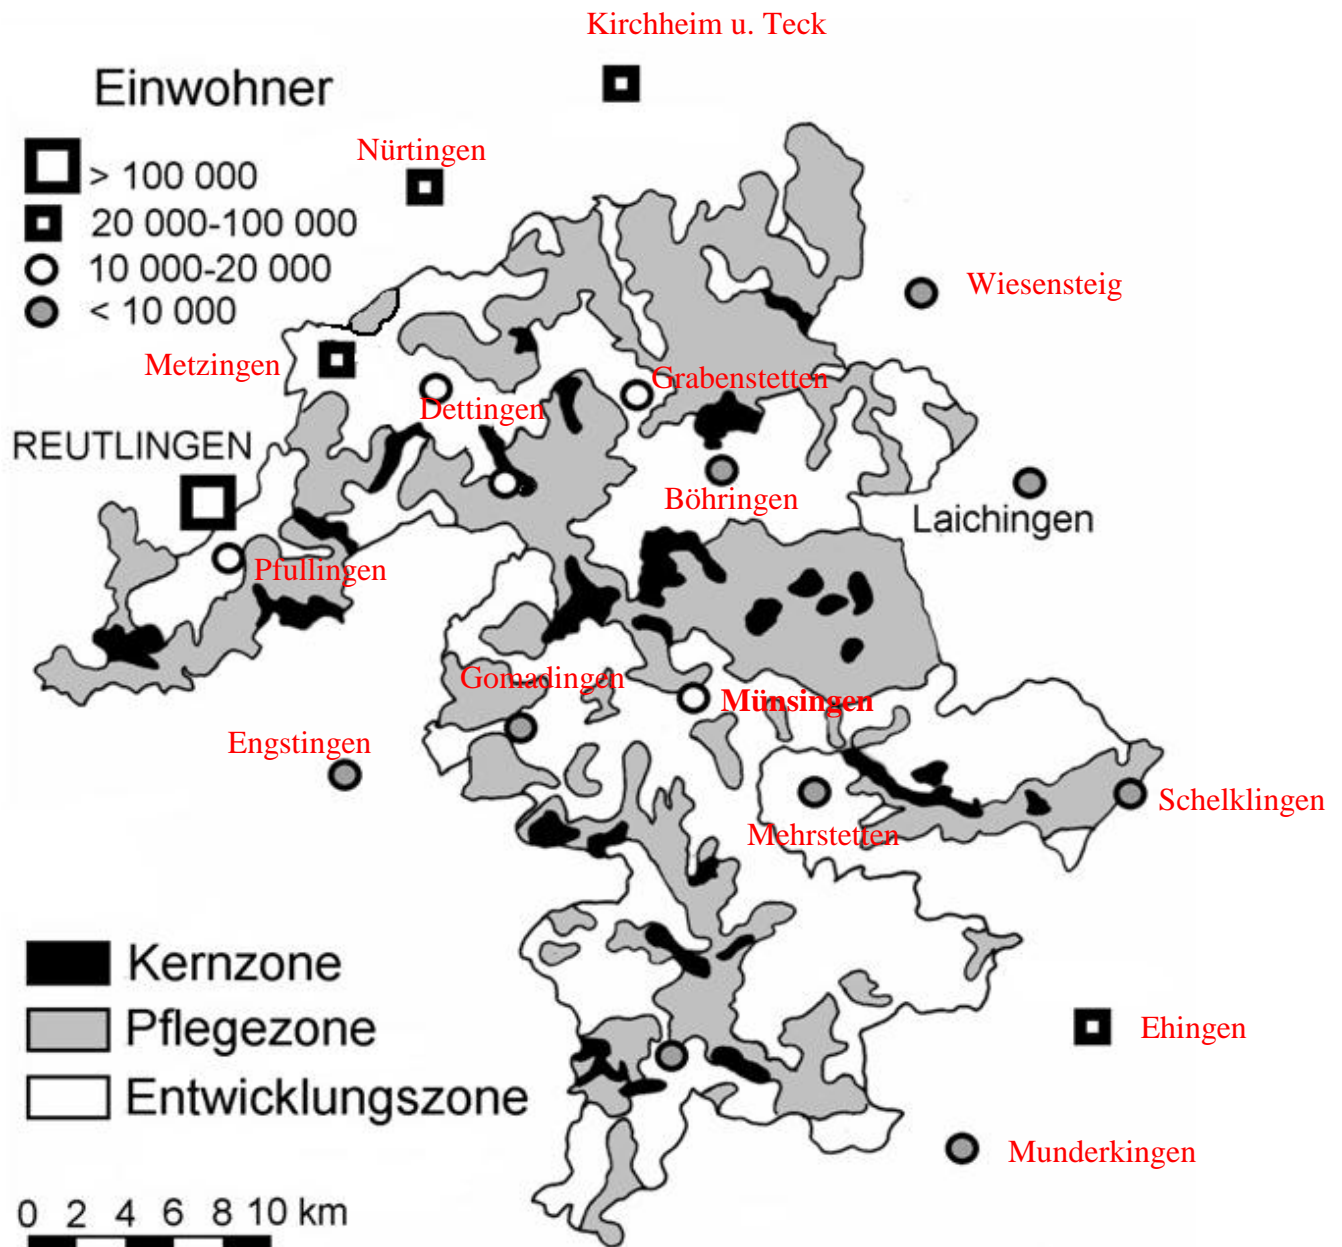 Kirchheim u. Teck
Einwohner
> 100 000
20 000-100 000
10 000-20 000
< 10 000
Nürtingen
Wiesensteig
Metzingen
Grabenstetten
Dettingen
REUTLINGEN
Böhringen
Laichingen
Pfullingen
Gomadingen
Münsingen
Engstingen
Mehrstetten
Schelklingen
Kernzone
Pflegezone
Entwicklungszone
Ehingen
Munderkingen
0 2 4 6 8 10 km